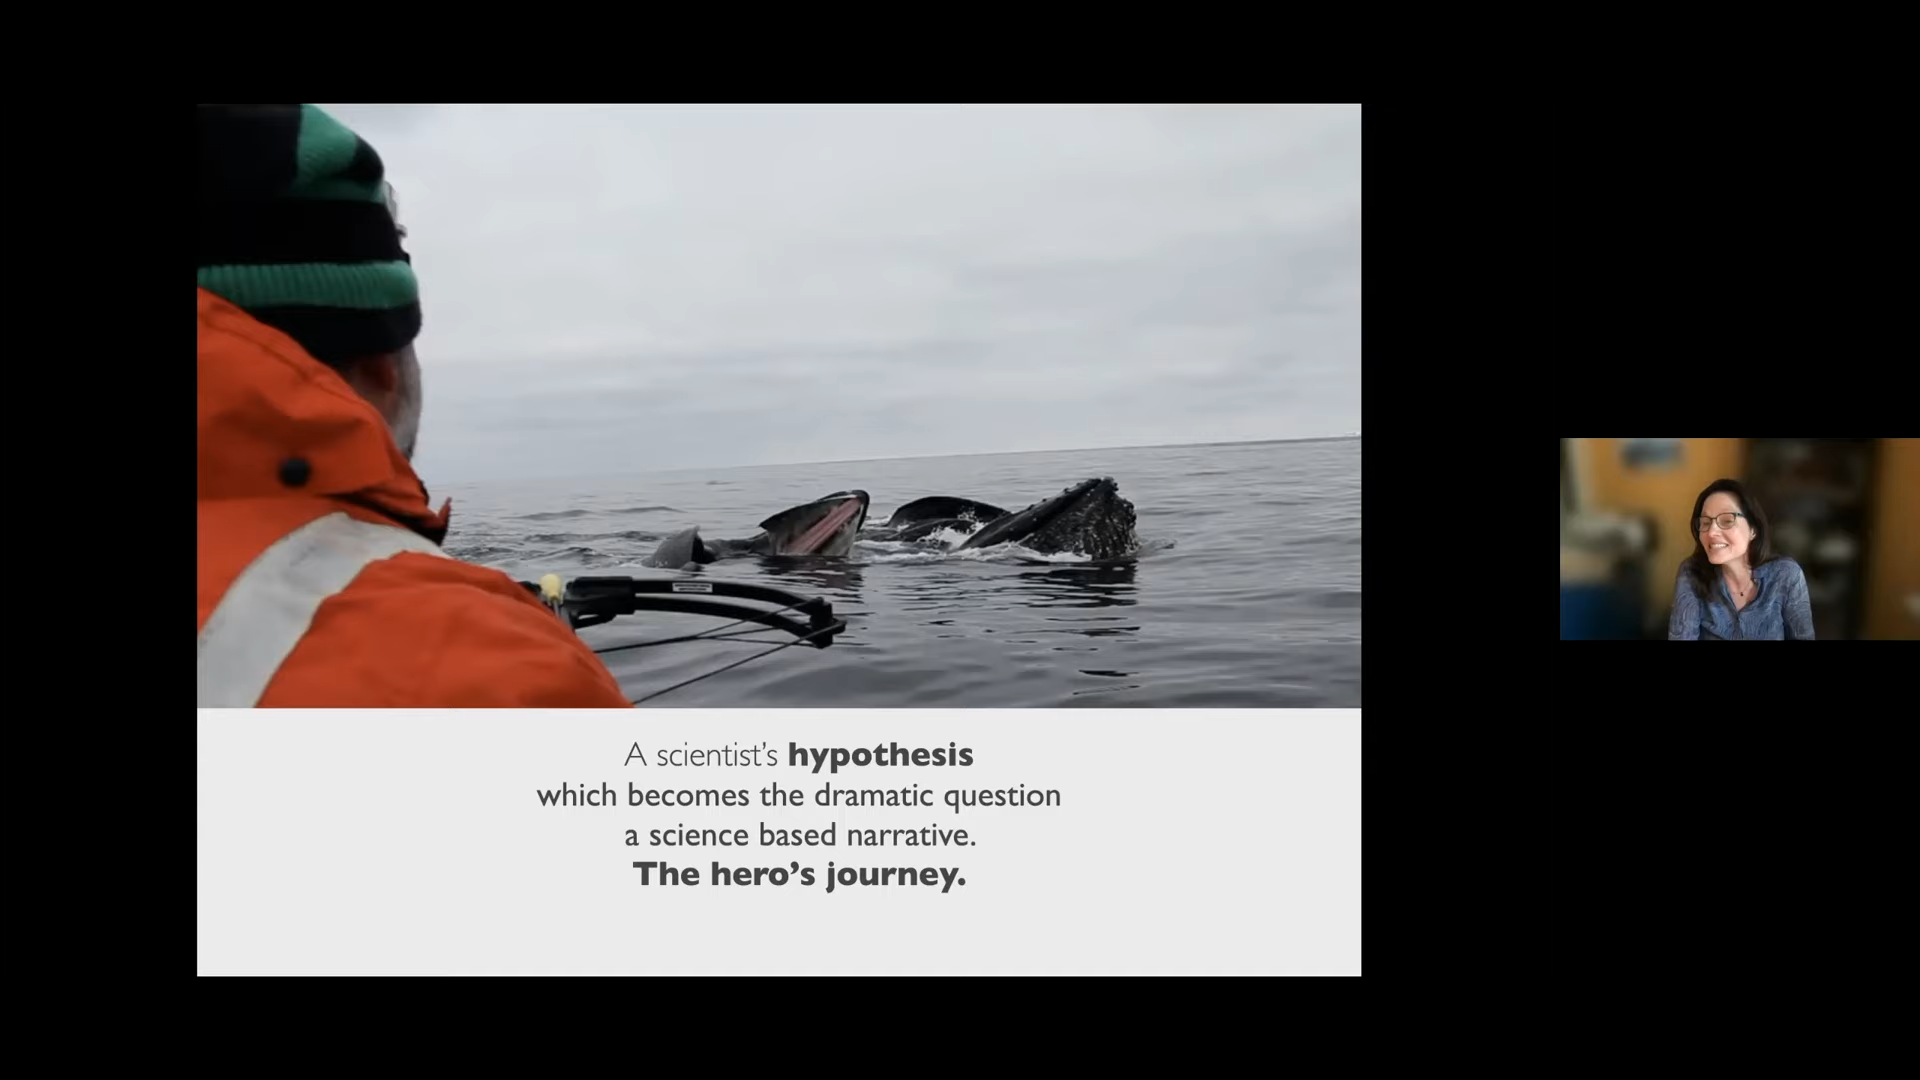 A scientist's hypothesis
which becomes the dramatic question
a science based narrative.
The hero's journey.